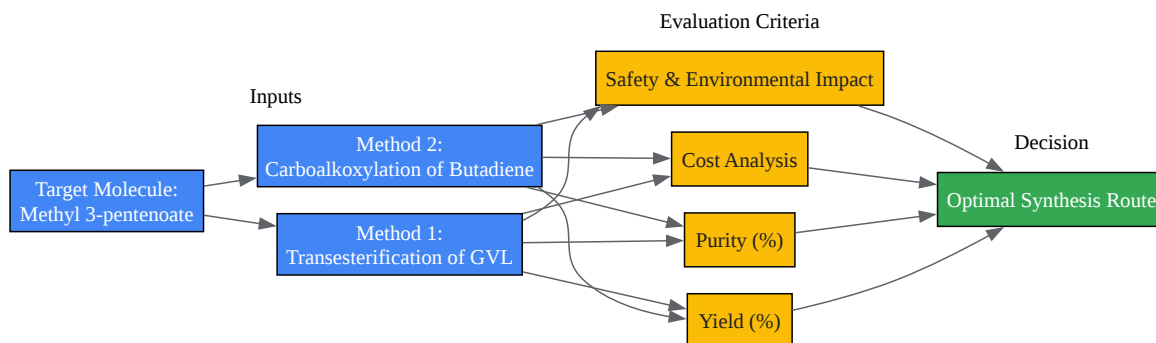 Evaluation Criteria
Safety & Environmental Impact
Inputs
Method 2:
Carboalkoxylation of Butadiene
Cost Analysis
Decision
Target Molecule:
Methyl 3-pentenoate
Optimal Synthesis Route
Method 1:
Transesterification of GVL
Purity (%)
Yield (%)